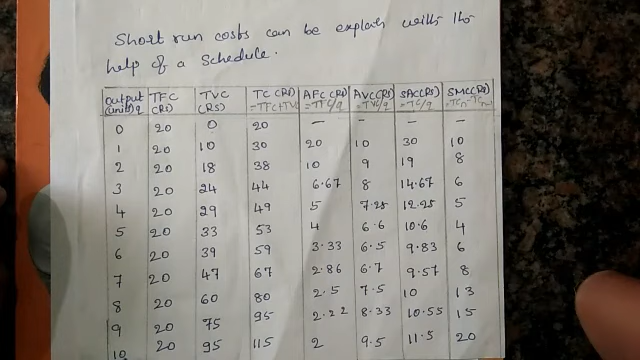 Short run costs can be explain with the
help of a schedule.
output (units) q TFC (RS) TVC (RS) TC (RS) =TFC+TVC AFC (RS) =TFC/q AVC (RS) =TVC/q SAC (RS) =TC/q SMC (RS) =TCn-TCn-1
0 20 0 20 – – – –
1 20 10 30 20 10 30 10
2 20 18 38 10 9 19 8
3 20 24 44 6.67 8 14.67 6
4 20 29 49 5 7.25 12.25 5
5 20 33 53 4 6.6 10.6 4
6 20 39 59 3.33 6.5 9.83 6
7 20 47 67 2.86 6.7 9.57 8
8 20 60 80 2.5 7.5 10 13
9 20 75 95 2.22 8.33 10.55 15
10 20 95 115 2 9.5 11.5 20